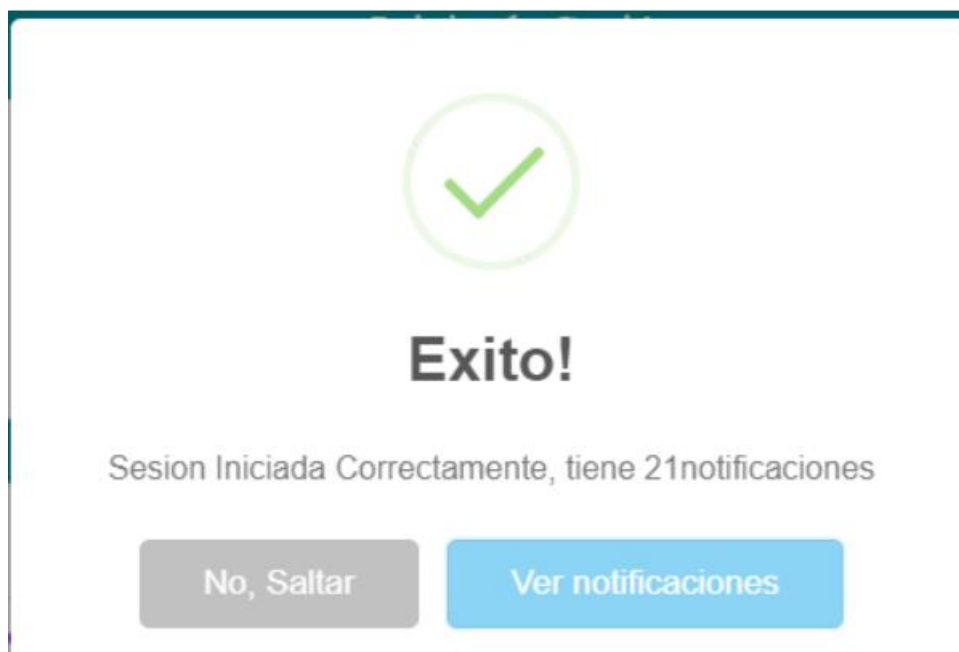 Exito!
Sesion Iniciada Correctamente, tiene 21notificaciones
No, Saltar
Ver notificaciones